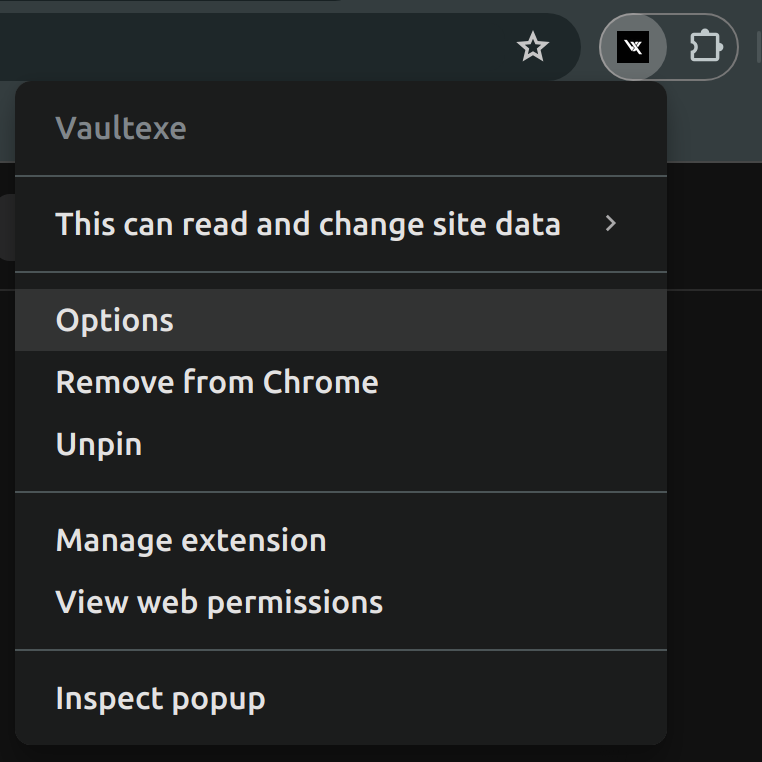 Vaultexe
This can read and change site data
Options
Remove from Chrome
Unpin
Manage extension
View web permissions
Inspect popup